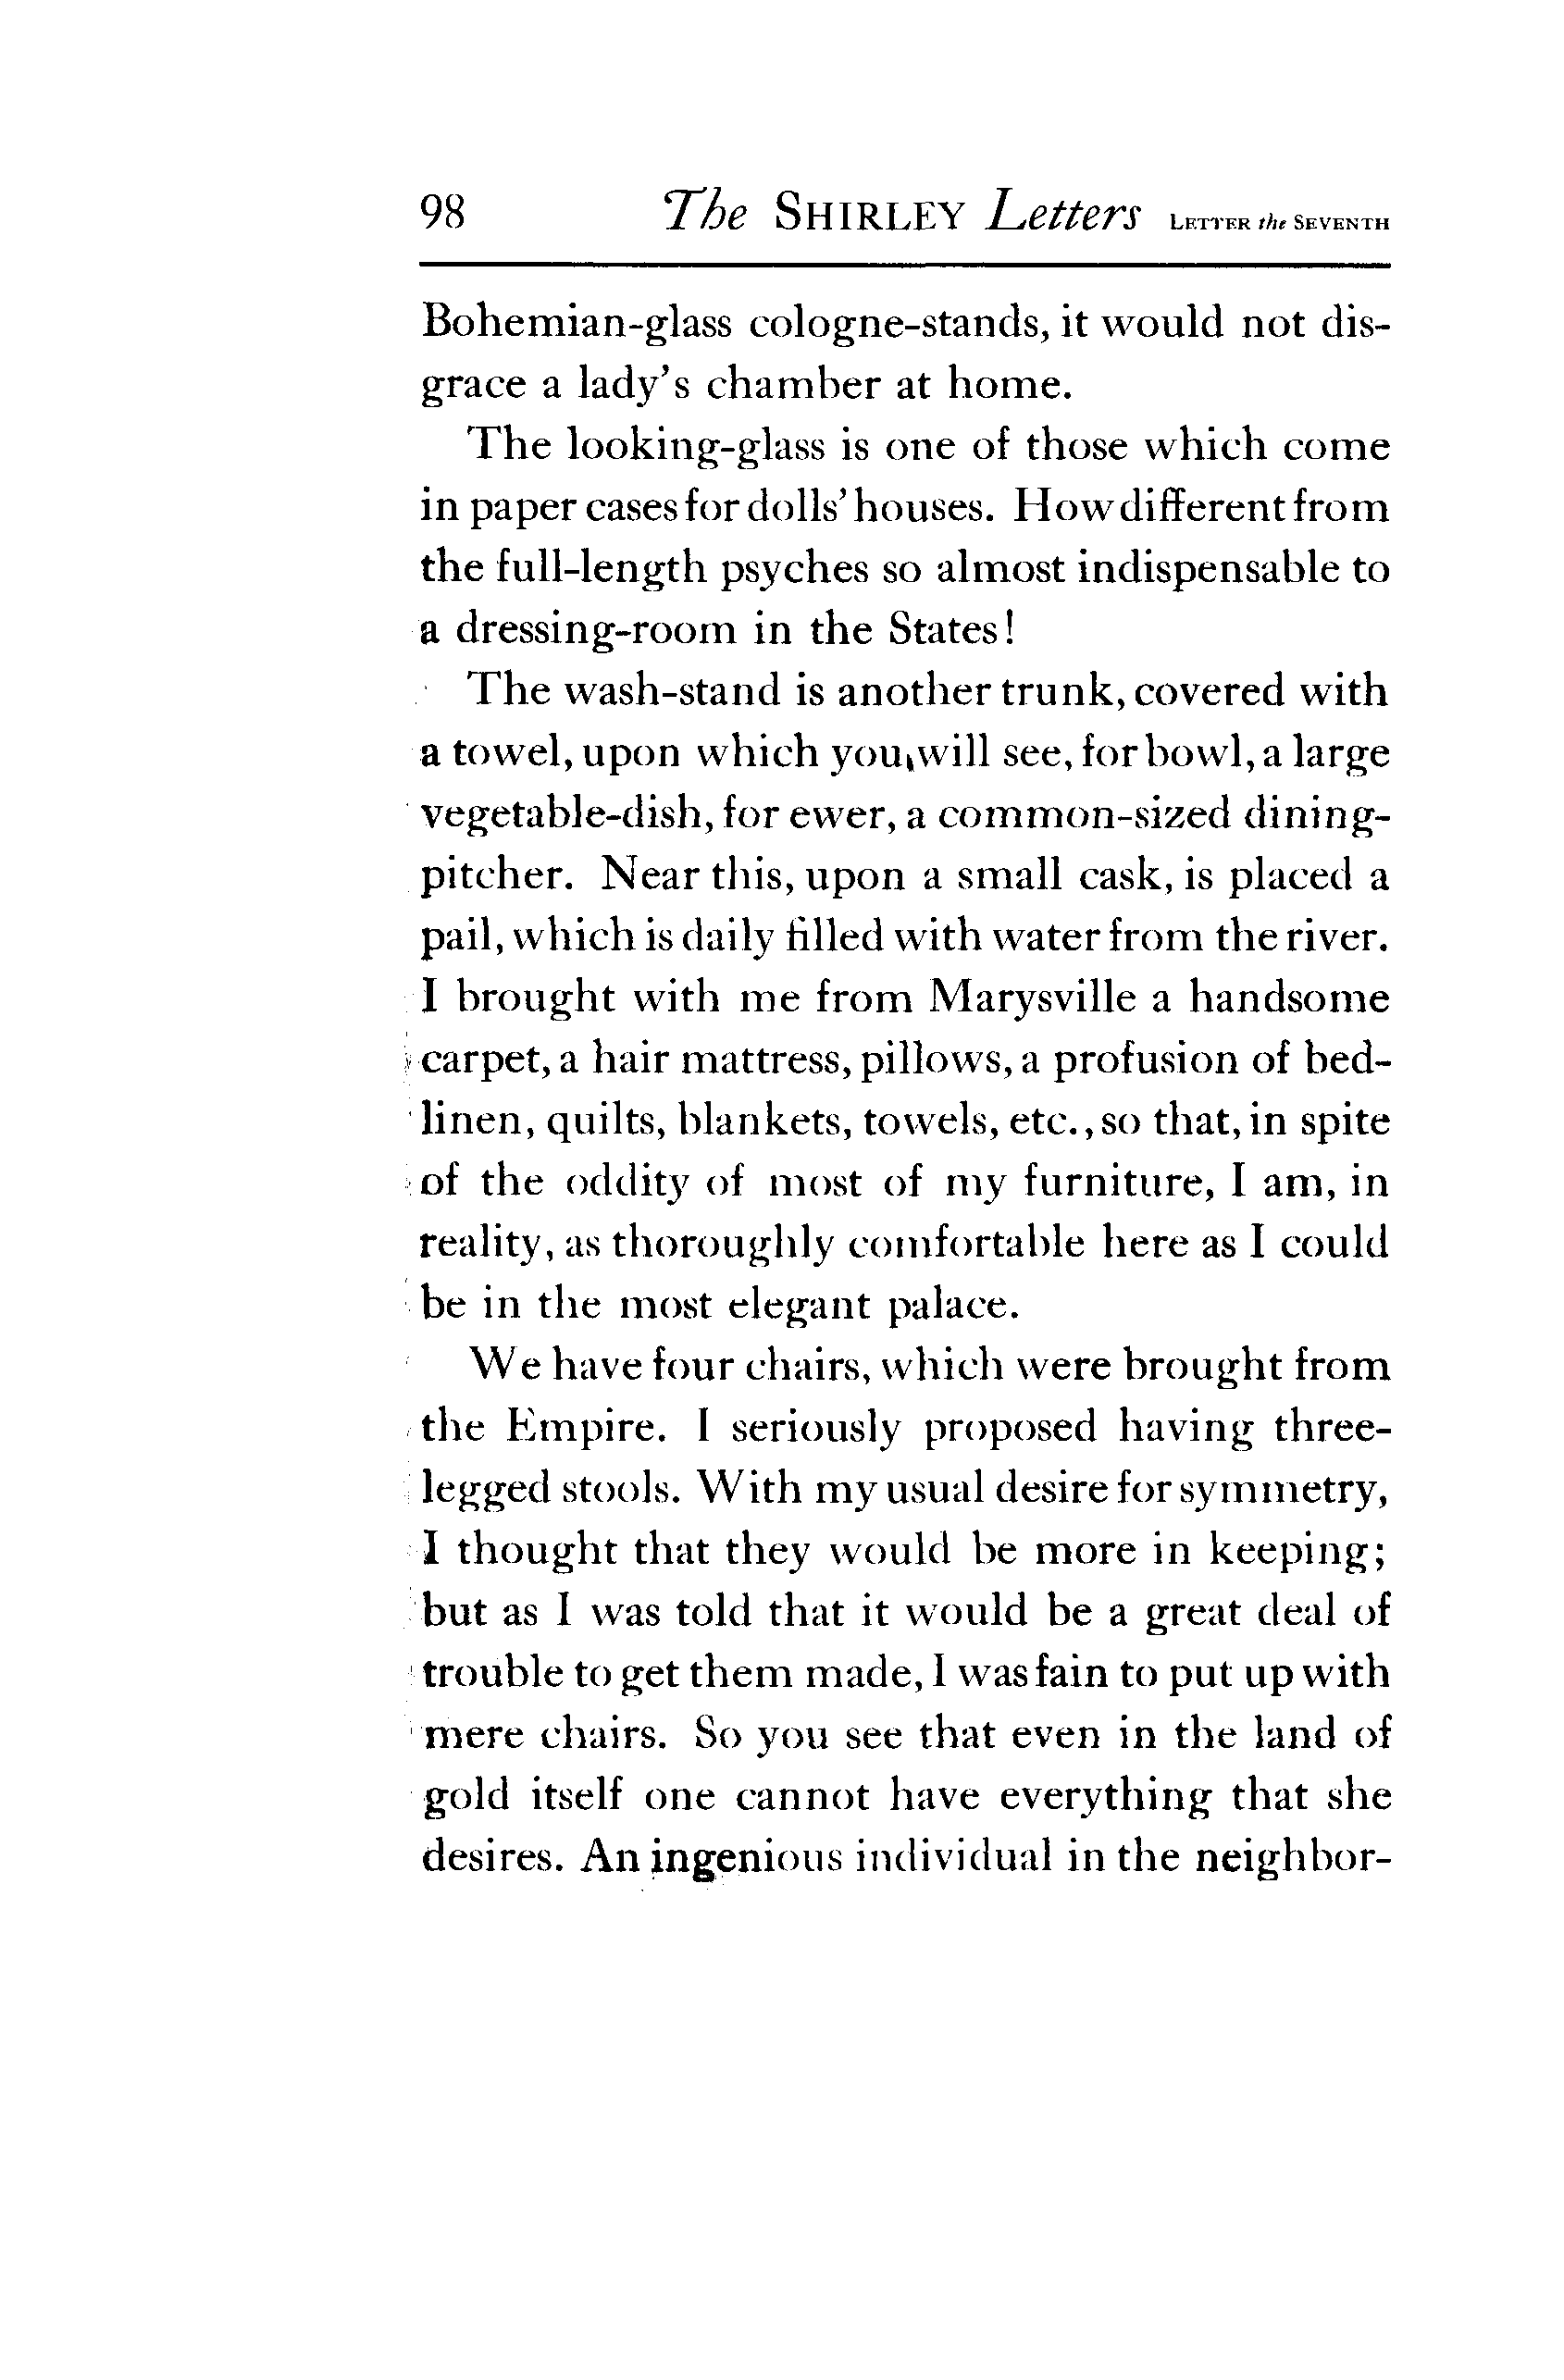 98 The Shirley Letters Letter the Seventh
Bohemian-glass cologne-stands, it would not dis-
grace a lady's chamber at home.
The looking-glass is one of those which come
in paper cases for dolls' houses. How different from
the full-length psyches so almost indispensable to
a dressing-room in the States!
The wash-stand is another trunk, covered with
a towel, upon which you will see, for bowl, a large
vegetable-dish, for ewer, a common-sized dining-
pitcher. Near this, upon a small cask, is placed a
pail, which is daily filled with water from the river.
I brought with me from Marysville a handsome
carpet, a hair mattress, pillows, a profusion of bed-
linen, quilts, blankets, towels, etc., so that, in spite
of the oddity of most of my furniture, I am, in
reality, as thoroughly comfortable here as I could
be in the most elegant palace.
We have four chairs, which were brought from
the Empire. I seriously proposed having three-
legged stools. With my usual desire for symmetry,
I thought that they would be more in keeping;
but as I was told that it would be a great deal of
trouble to get them made, I was fain to put up with
mere chairs. So you see that even in the land of
gold itself one cannot have everything that she
desires. An ingenious individual in the neighbor-